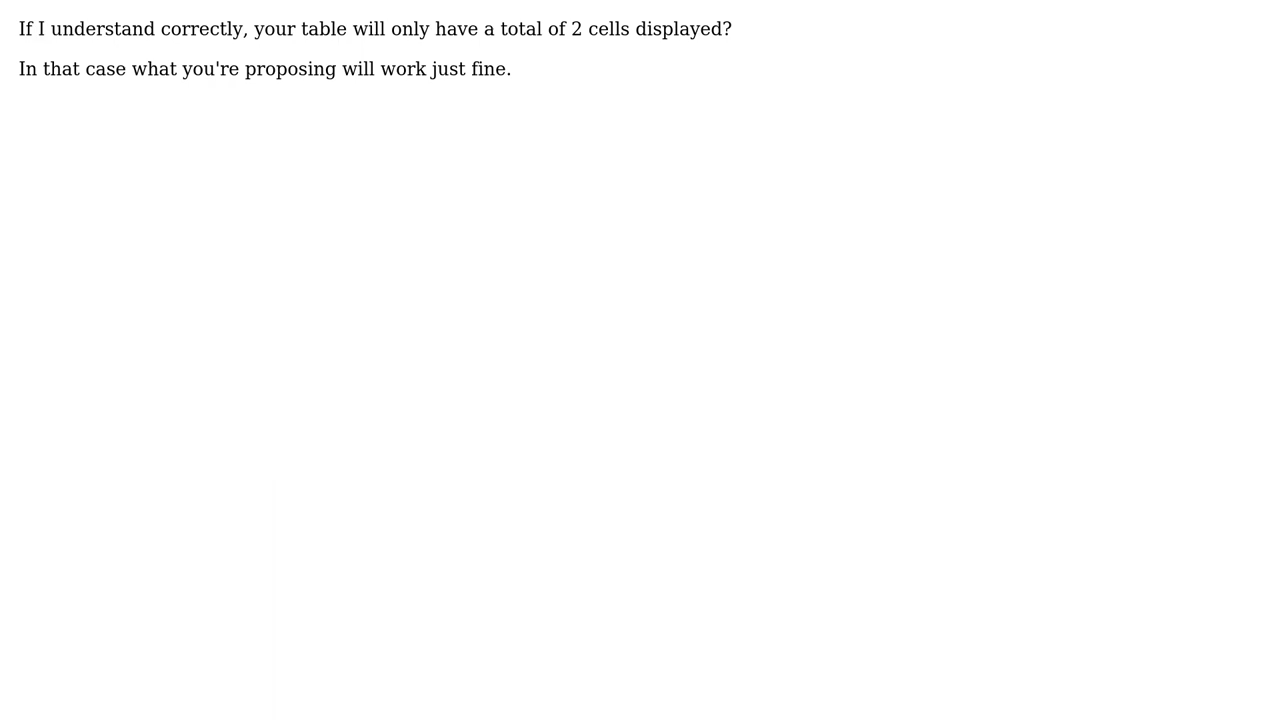 If I understand correctly, your table will only have a total of 2 cells displayed?
In that case what you're proposing will work just fine.